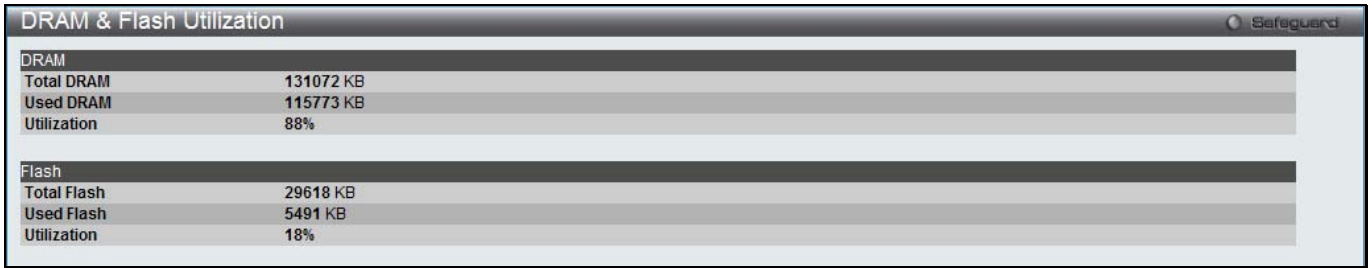 DRAM & Flash Utilization
Safeguard
DRAM
Total DRAM 131072 KB
Used DRAM 115773 KB
Utilization 88%
Flash
Total Flash 29618 KB
Used Flash 5491 KB
Utilization 18%